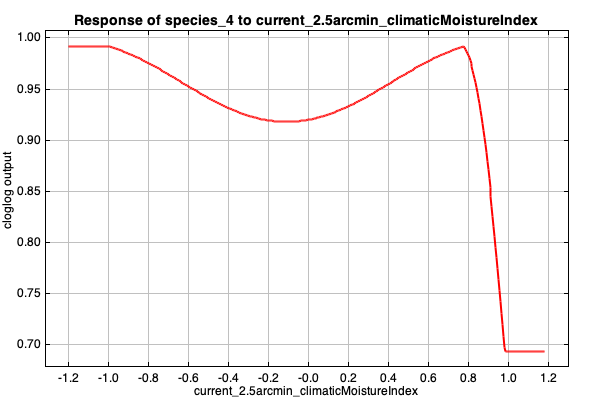 Response of species_4 to current_2.5arcmin_climaticMoistureIndex
1.00
0.95
0.90
0.85
0.80
0.75
0.70
cloglog output
-1.2 -1.0 -0.8 -0.6 -0.4 -0.2 -0.0 0.2 0.4 0.6 0.8 1.0 1.2
current_2.5arcmin_climaticMoistureIndex